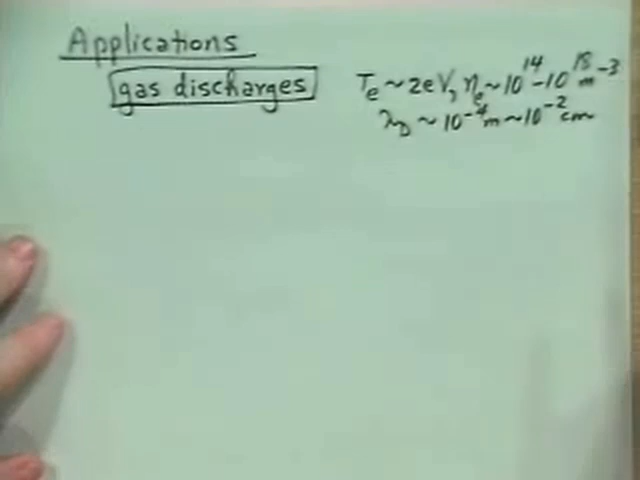 Applications
gas discharges
Te ~ 2eV, ne ~ 10^14 - 10^18 m^-3
λD ~ 10^-4 m ~ 10^-2 cm